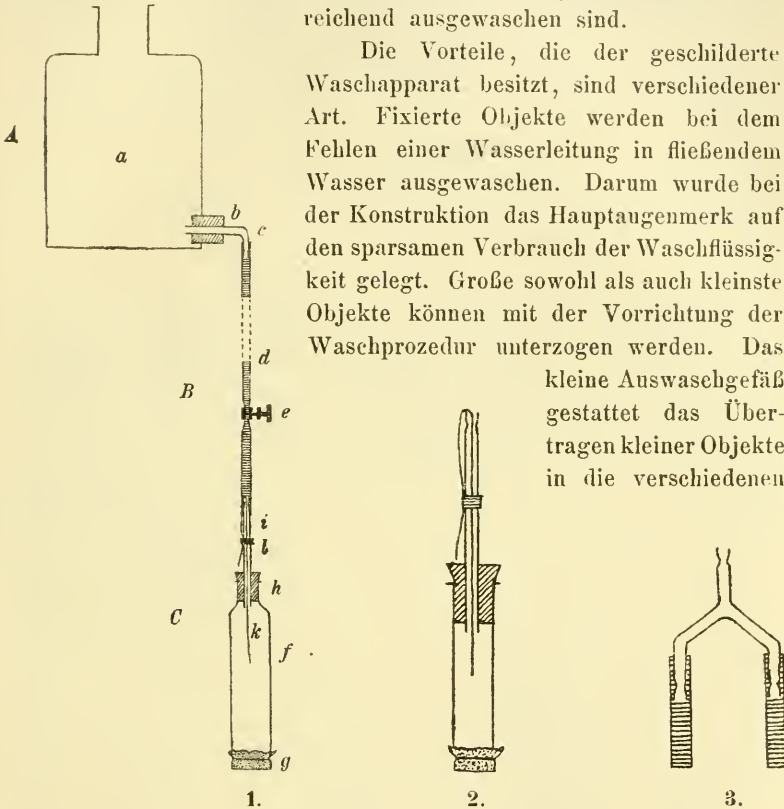 reichend ausgewaschen sind.
Die Vorteile, die der geschilderte
Waschapparat besitzt, sind verschiedener
Art. Fixierte Objekte werden bei dem
Fehlen einer Wasserleitung in fließendem
Wasser ausgewaschen. Darum wurde bei
der Konstruktion das Hauptaugenmerk auf
den sparsamen Verbrauch der Waschflüssig-
keit gelegt. Große sowohl als auch kleinste
Objekte können mit der Vorrichtung der
Waschprozedur unterzogen werden. Das
kleine Auswaschgefäß
gestattet das Über-
tragen kleiner Objekte
in die verschiedenen
A
a
b
c
d
B
e
i
l
h
C
k
f
g
1.
2.
3.